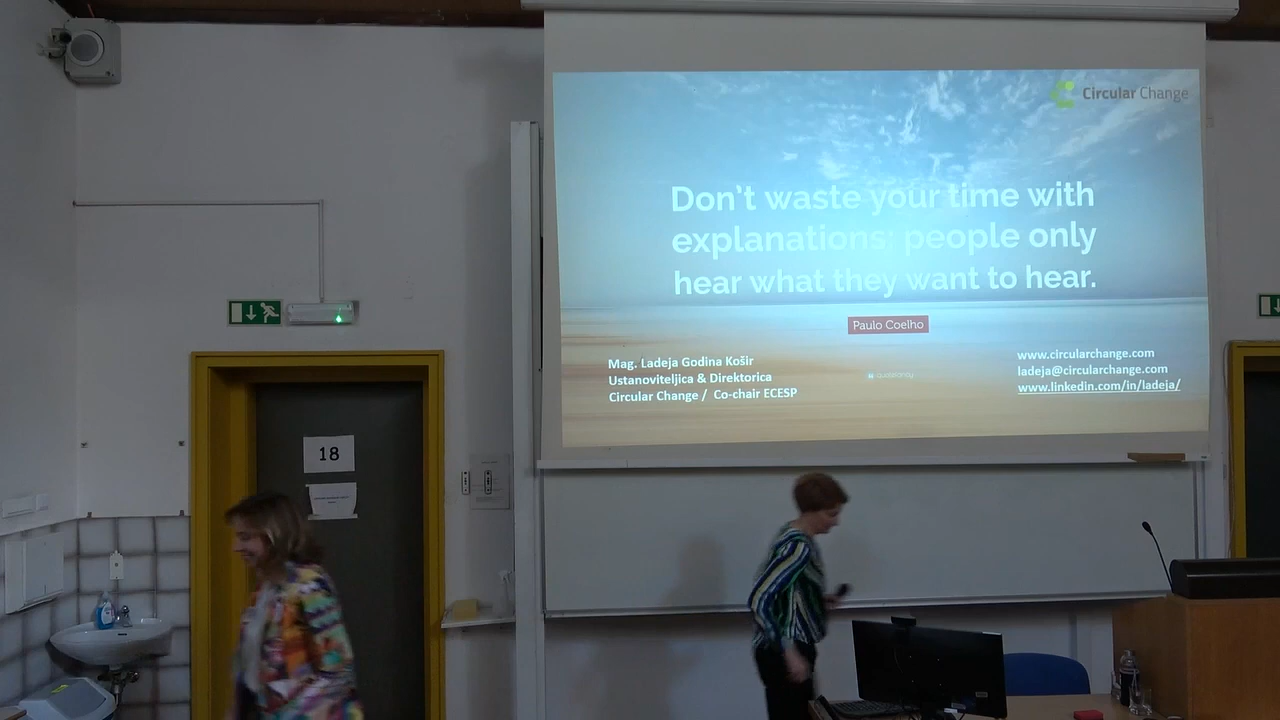 Circular Change
Don't waste your time with
explanations; people only
hear what they want to hear.
Paulo Coelho
Mag. Ladeja Godina Košir
Ustanoviteljica & Direktorica
Circular Change / Co-chair ECESP
www.circularchange.com
ladeja@circularchange.com
www.linkedin.com/in/ladeja/
quotefancy
18